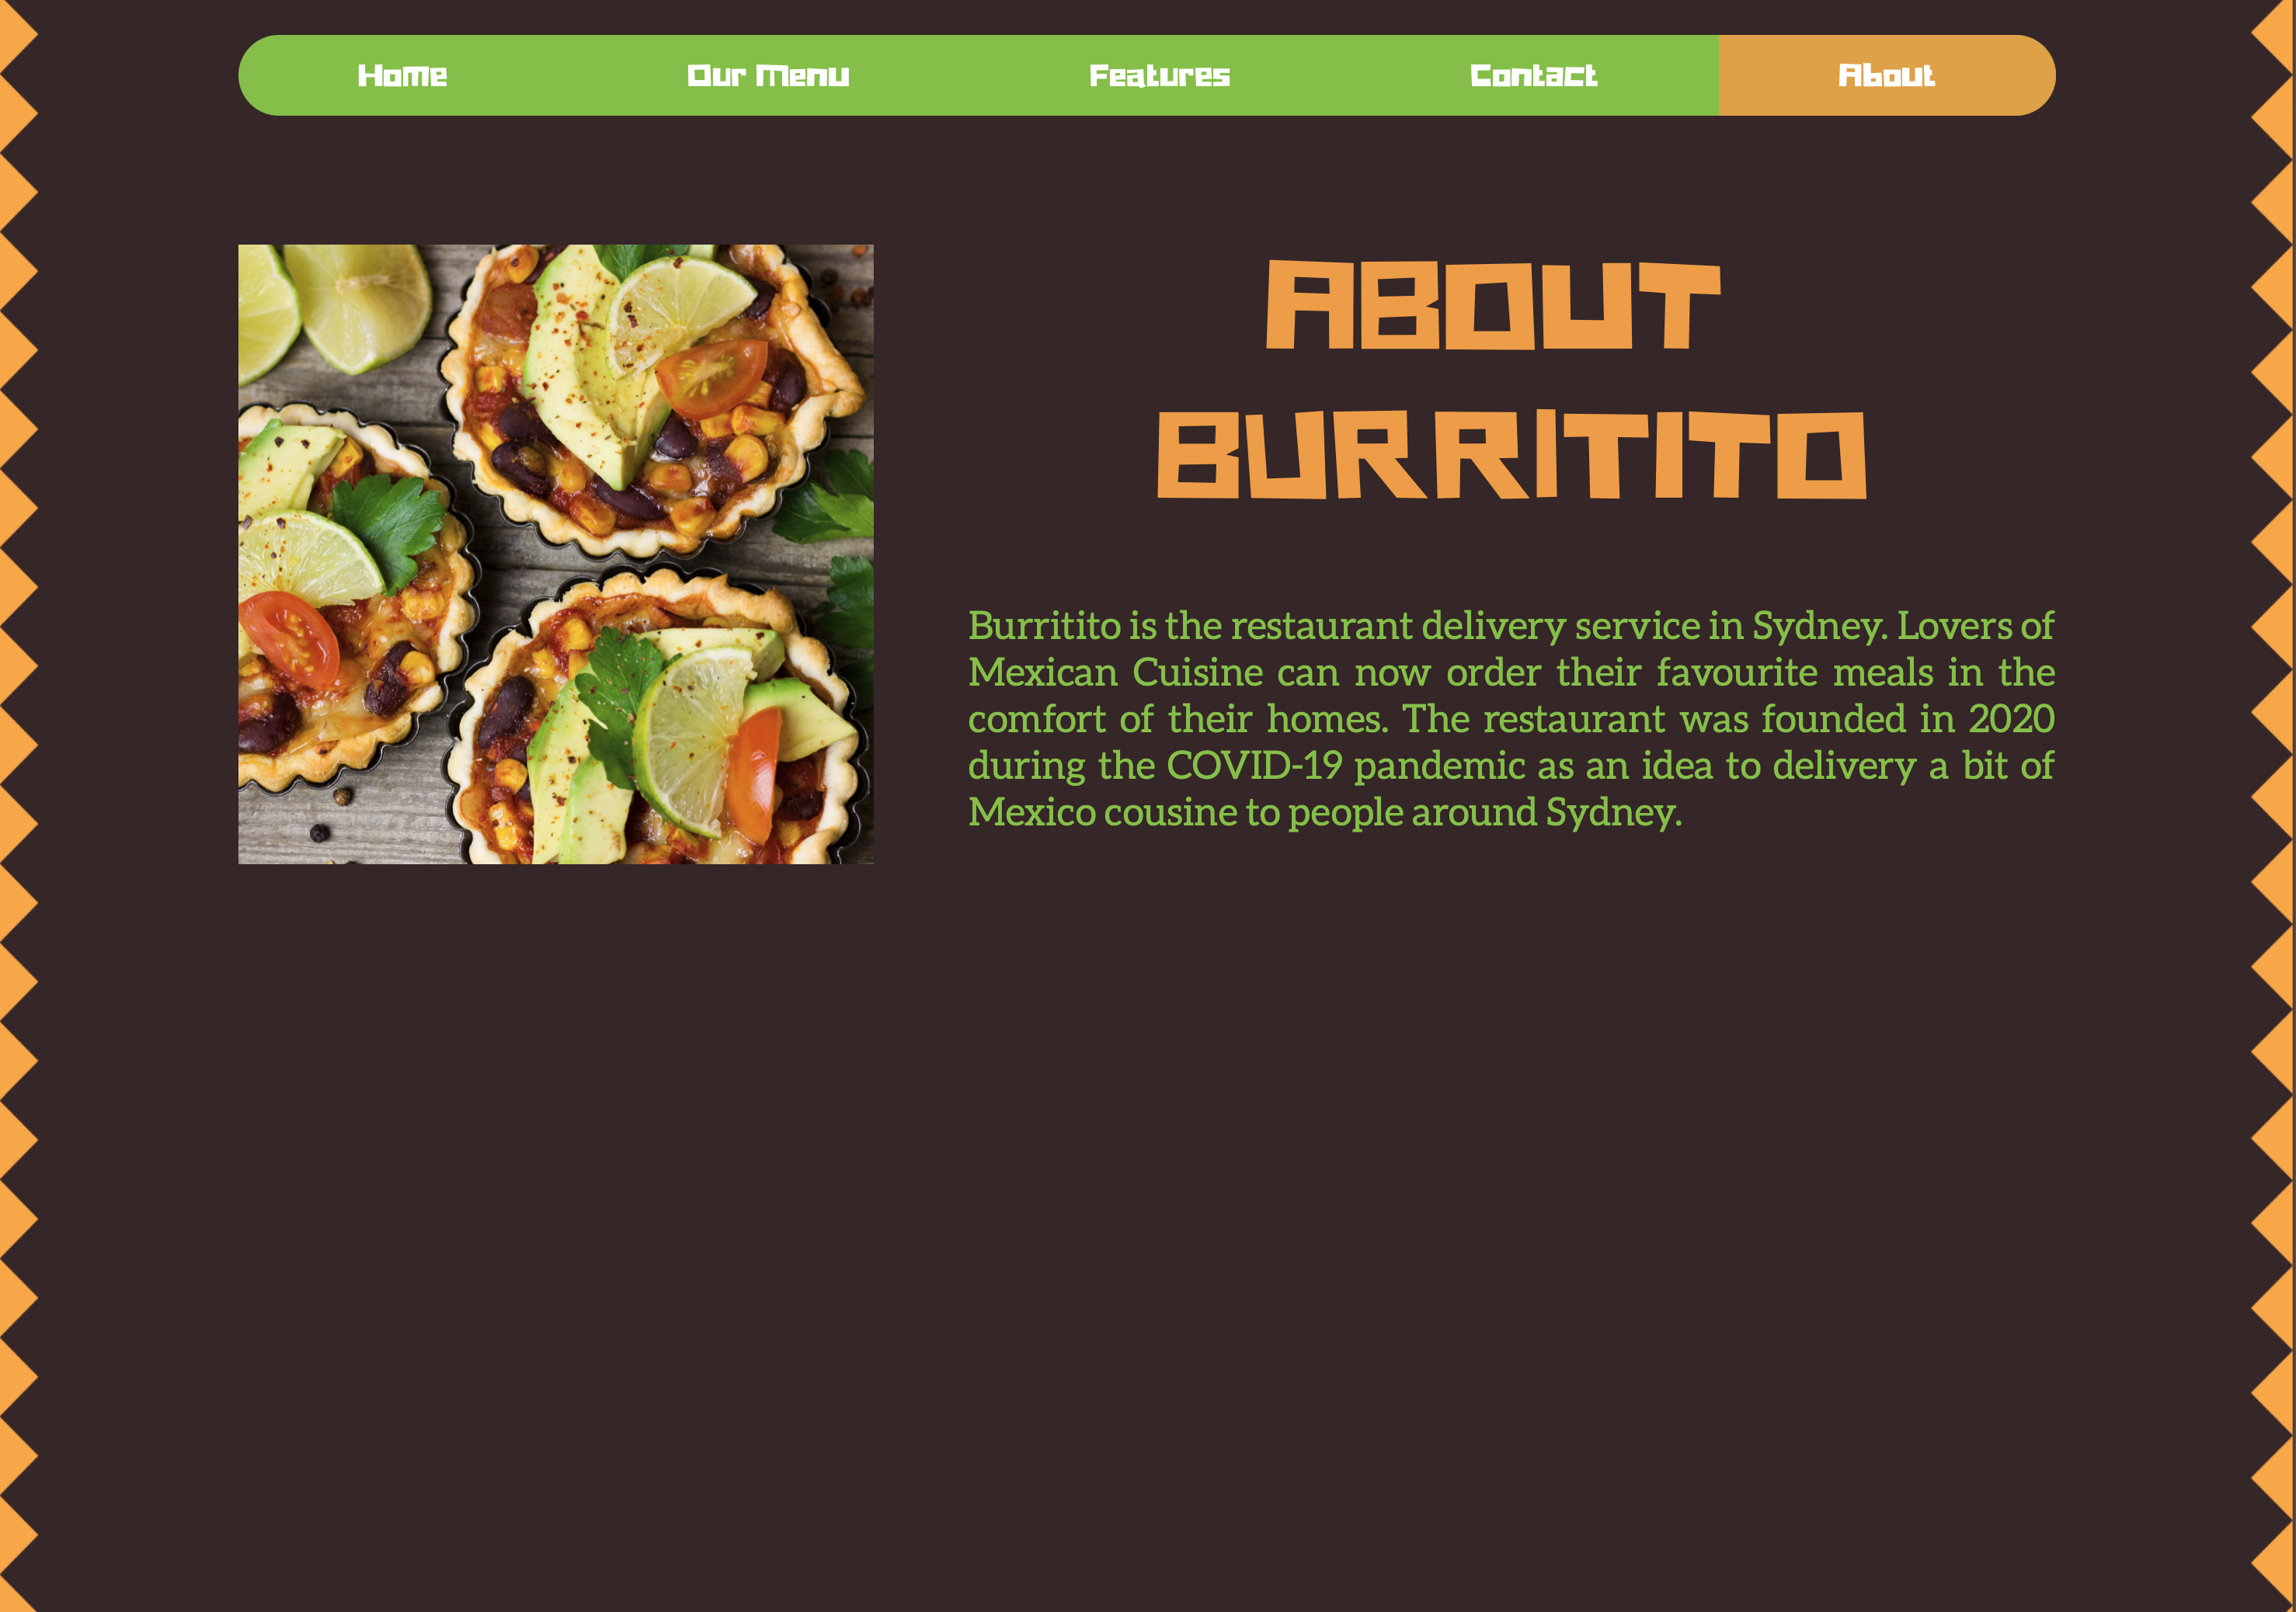 Home Our Menu Features Contact About
ABOUT
BURRITITO
Burritito is the restaurant delivery service in Sydney. Lovers of
Mexican Cuisine can now order their favourite meals in the
comfort of their homes. The restaurant was founded in 2020
during the COVID-19 pandemic as an idea to delivery a bit of
Mexico cousine to people around Sydney.